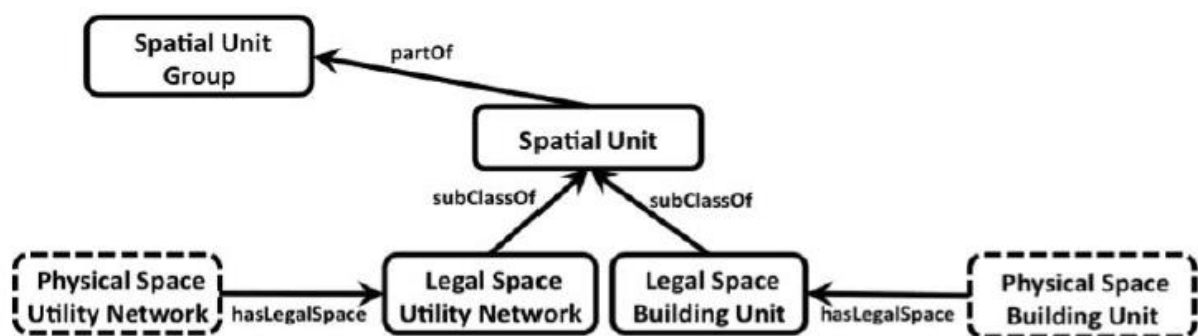 Spatial Unit
Group
partOf
Spatial Unit
subClassOf
subClassOf
Physical Space
Utility Network
hasLegalSpace
Legal Space
Utility Network
Legal Space
Building Unit
hasLegalSpace
Physical Space
Building Unit